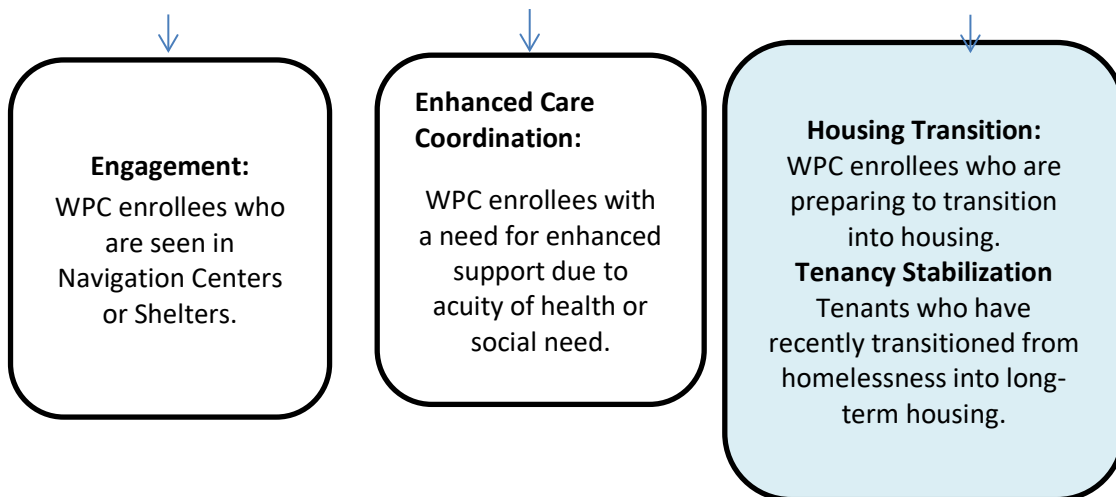 Engagement:
WPC enrollees who
are seen in
Navigation Centers
or Shelters.
Enhanced Care
Coordination:
WPC enrollees with
a need for enhanced
support due to
acuity of health or
social need.
Housing Transition:
WPC enrollees who are
preparing to transition
into housing.
Tenancy Stabilization
Tenants who have
recently transitioned from
homelessness into long-
term housing.